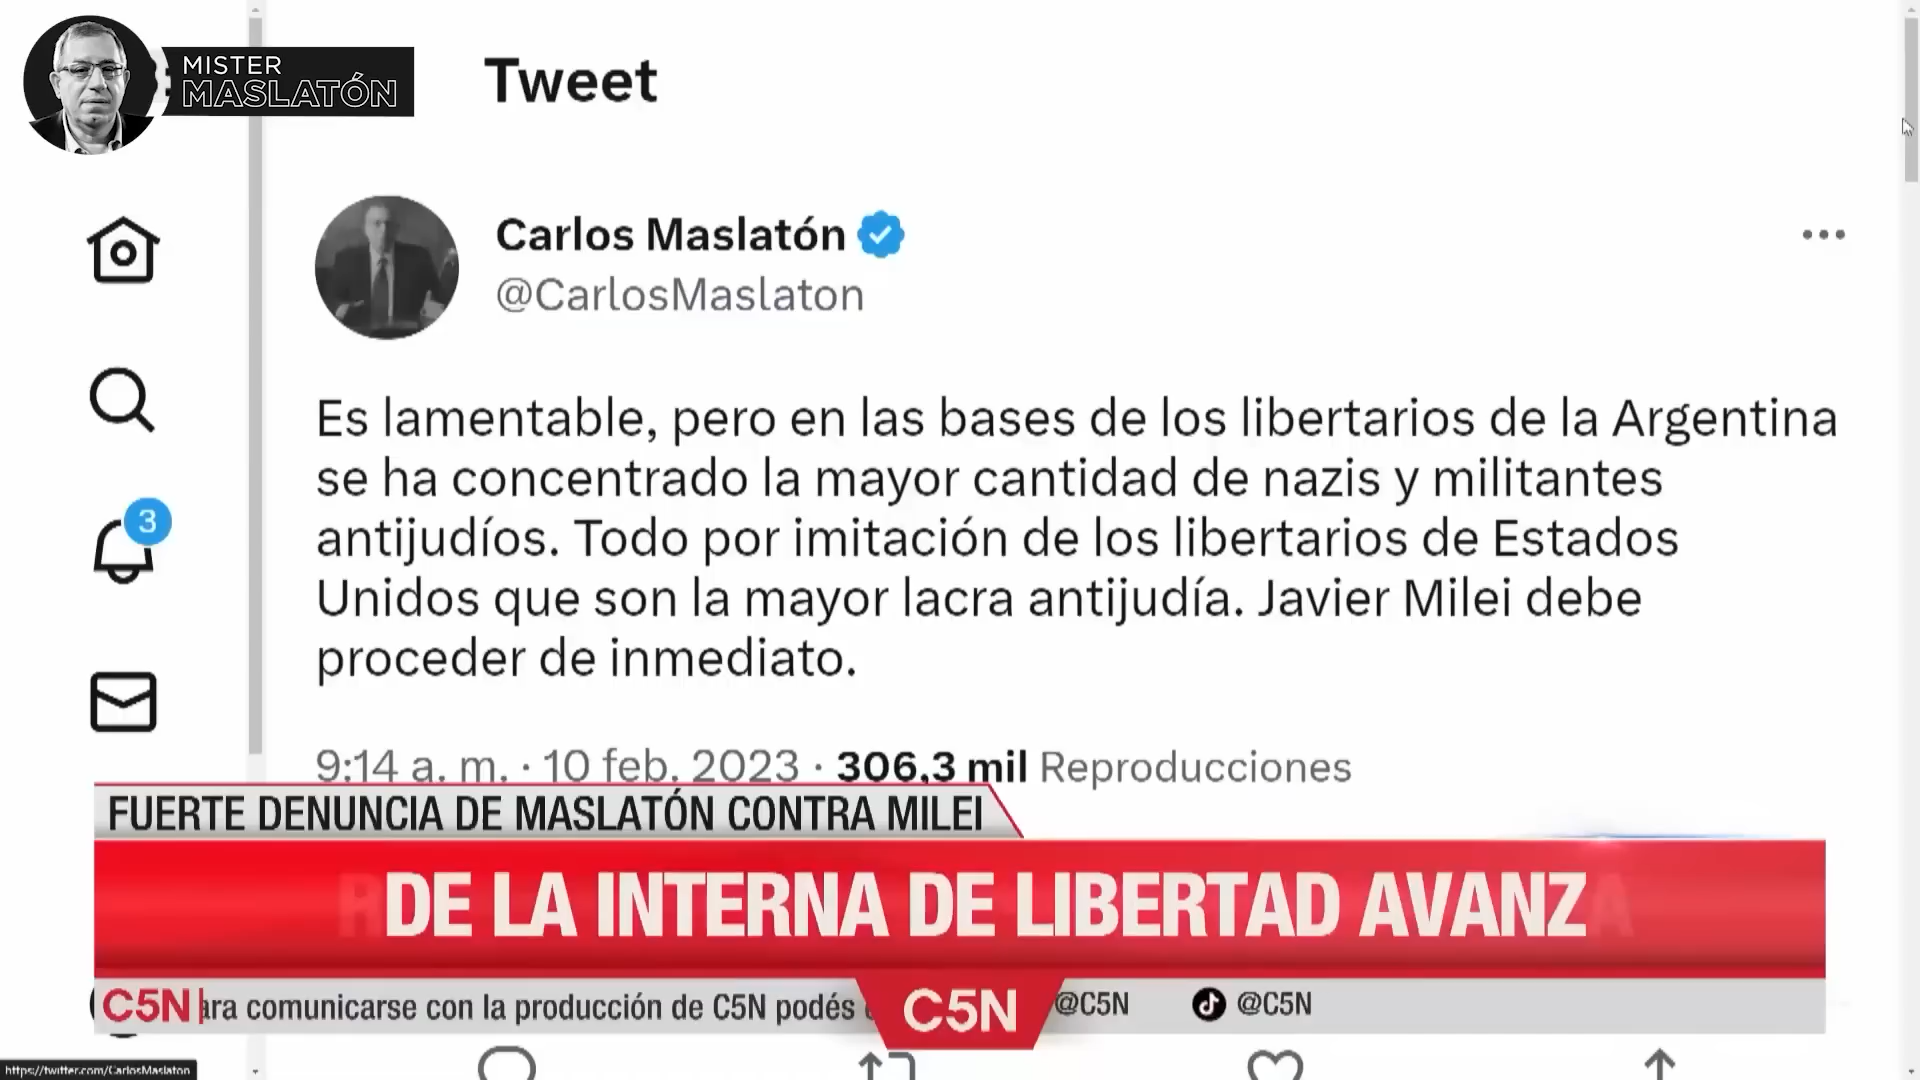 MISTER
MASLATÓN
Tweet
Carlos Maslatón
@CarlosMaslaton
Es lamentable, pero en las bases de los libertarios de la Argentina
se ha concentrado la mayor cantidad de nazis y militantes
antijudíos. Todo por imitación de los libertarios de Estados
Unidos que son la mayor lacra antijudía. Javier Milei debe
proceder de inmediato.
3
9:14 a. m. · 10 feb. 2023 · 306,3 mil Reproducciones
FUERTE DENUNCIA DE MASLATÓN CONTRA MILEI
DE LA INTERNA DE LIBERTAD AVANZA
C5N ara comunicarse con la producción de C5N podés
C5N
@C5N @C5N
https://twitter.com/CarlosMaslaton